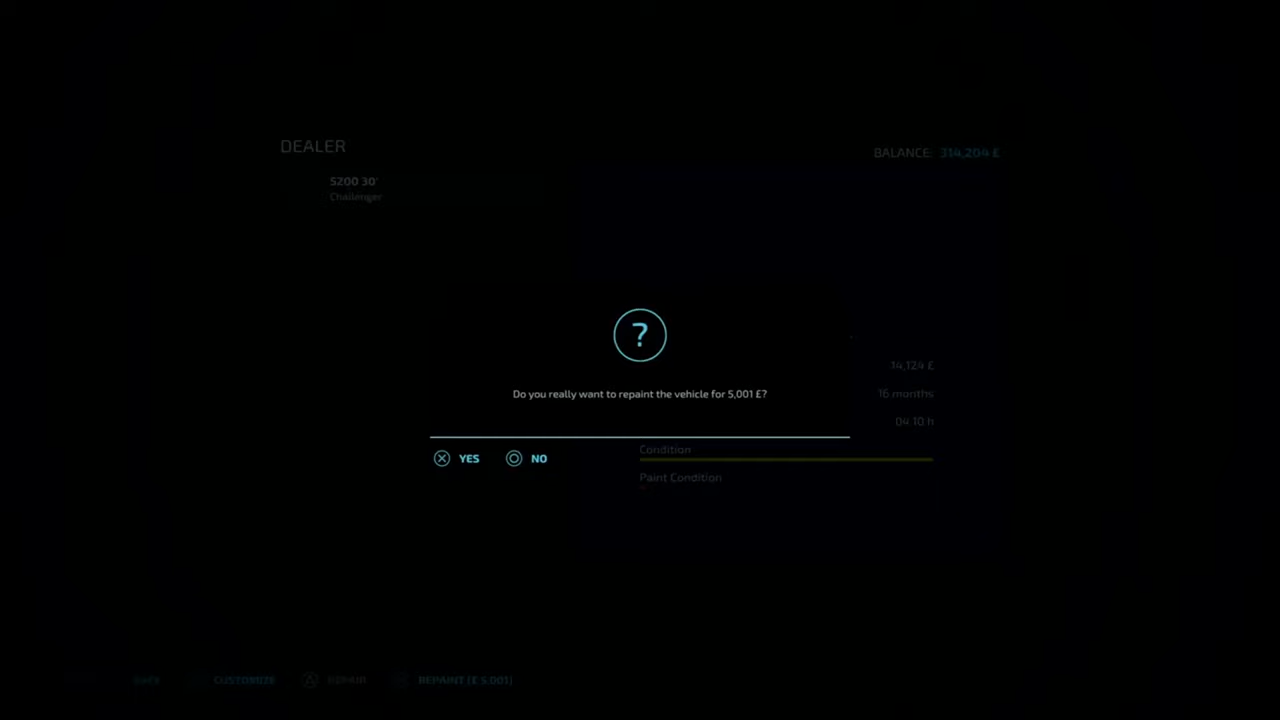 DEALER
BALANCE: 314,204 £
5200 30'
Challenger
?
Do you really want to repaint the vehicle for 5,001 £?
14,124 £
16 months
04:10 h
YES
NO
Condition
Paint Condition
BACK
CUSTOMIZE
REPAIR
REPAINT (£ 5,001)